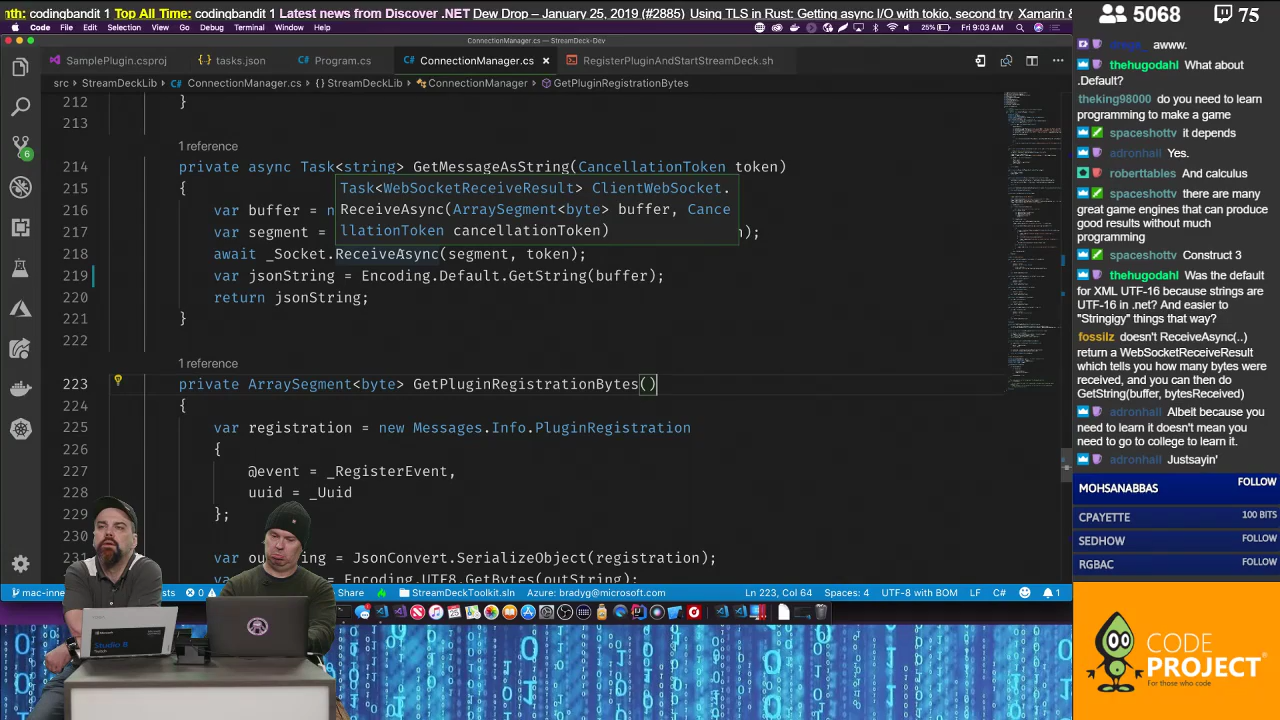 nth: codingbandit 1 Top All Time: codingbandit 1 Latest news from Discover .NET Dew Drop – January 25, 2019 (#2885) Using TLS in Rust: Getting async I/O with tokio, second try Xamarin &
Code File Edit Selection View Go Debug Terminal Window Help 25% Fri 9:03 AM
ConnectionManager.cs — StreamDeck-Dev
SamplePlugin.csproj tasks.json Program.cs ConnectionManager.cs RegisterPluginAndStartStreamDeck.sh
src StreamDeckLib ConnectionManager.cs {} StreamDeckLib ConnectionManager GetPluginRegistrationBytes
212 }
213
1 reference
214 private async Task<string> GetMessageAsString(CancellationToken token)
215 {
Task<WebSocketReceiveResult> ClientWebSocket.
ReceiveAsync(ArraySegment<byte> buffer, Cance
llationToken cancellationToken)
216 var buffer = n
217 var segment = );
218 await _Socket.ReceiveAsync(segment, token);
219 var jsonString = Encoding.Default.GetString(buffer);
220 return jsonString;
221 }
222
1 reference
223 private ArraySegment<byte> GetPluginRegistrationBytes()
224 {
225 var registration = new Messages.Info.PluginRegistration
226 {
227 @event = _RegisterEvent,
228 uuid = _Uuid
229 };
230
231 var ou ing = JsonConvert.SerializeObject(registration);
= Encoding.UTF8.GetBytes(outString);
6
mac-inne sts 0 Share StreamDeckToolkit.sln Azure: bradyg@microsoft.com Ln 223, Col 64 Spaces: 4 UTF-8 with BOM LF C# 1
Microsoft
Studio B
Twitch
5068 75
awww.
thehugodahl What about
.Default?
theking98000 do you need to learn
programming to make a game
spaceshottv it depends
adronhall Yes.
roberttables And calculus
spaceshottv there are many
great game engines that can produce
good results without much
programming
spaceshottv Construct 3
thehugodahl Was the default
for XML UTF-16 because strings are
UTF-16 in .net? And easier to
"Stringigy" things that way?
fossilz doesn't ReceiveAsync(..)
return a WebSocketReceiveResult
which tells you how many bytes were
received, and you can then do
GetString(buffer, bytesReceived)
adronhall Albeit because you
need to learn it doesn't mean you
need to go to college to learn it.
adronhall Justsayin'
MOHSANABBAS FOLLOW
CPAYETTE 100 BITS
SEDHOW FOLLOW
RGBAC FOLLOW
CODE
PROJECT
For those who code